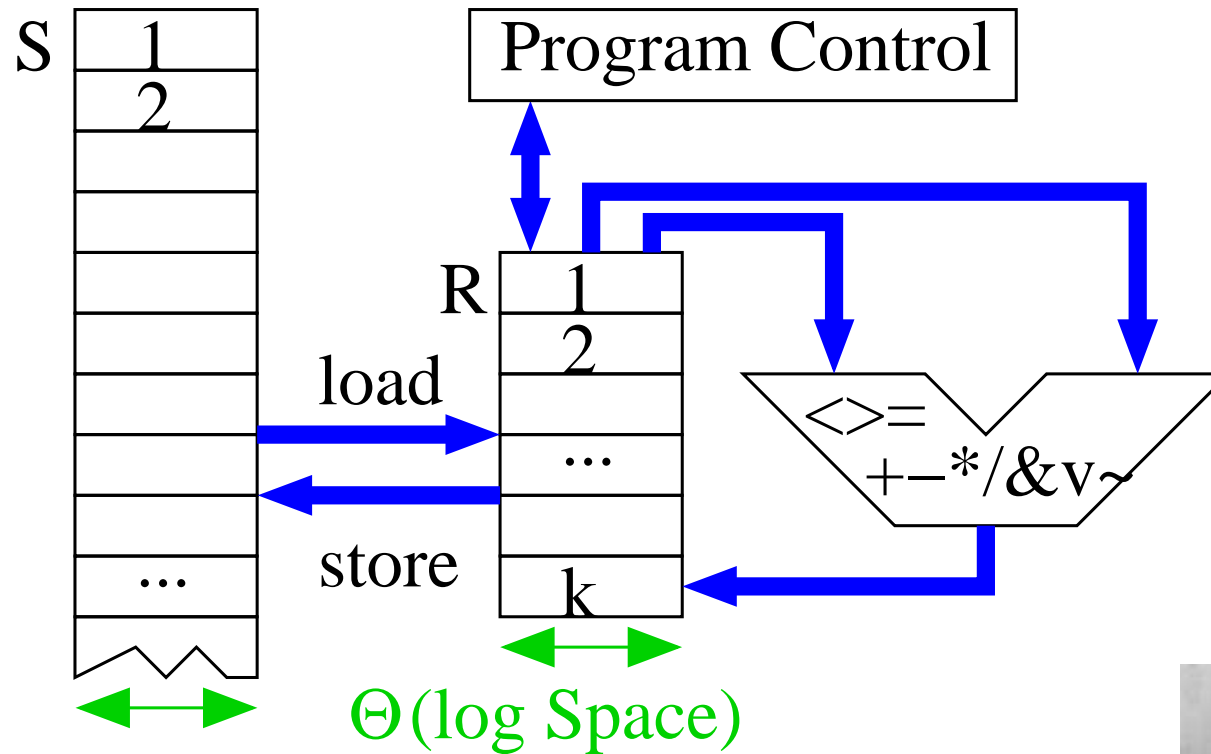 S
1
2
...
Program Control
R
1
2
...
k
load
store
<>=
+−*/&v~
Θ(log Space)